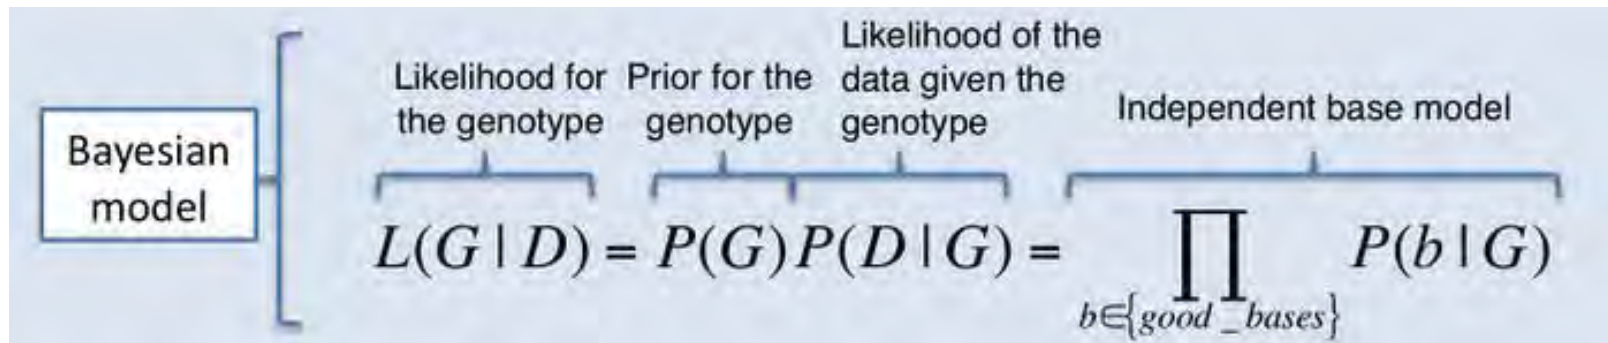 Bayesian
model
Likelihood for
the genotype
Prior for the
genotype
Likelihood of the
data given the
genotype
Independent base model
L(G | D) = P(G)P(D | G) = ∏ P(b | G)
b∈{good_bases}